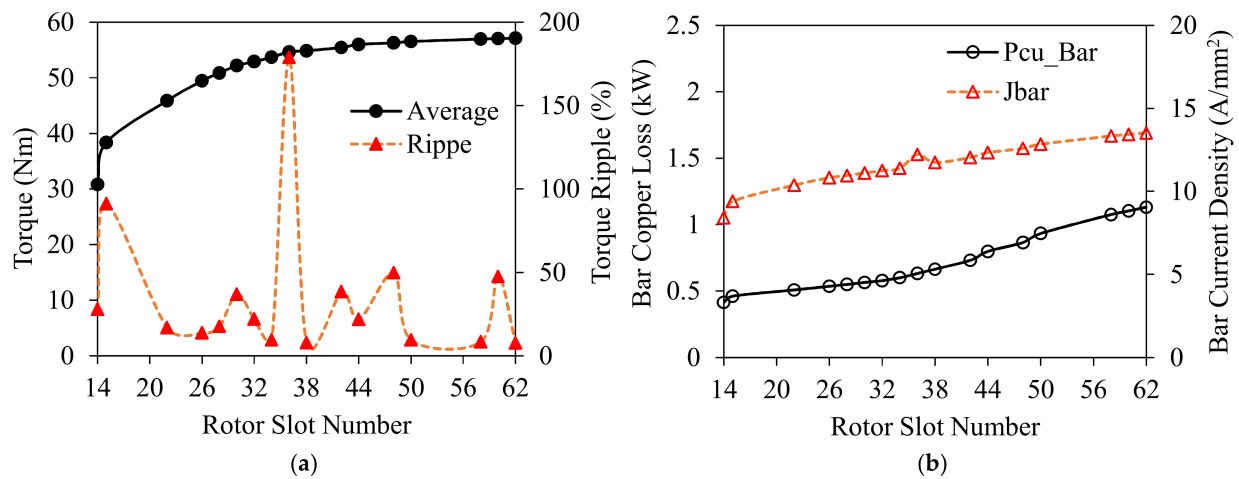 60
50
40
30
20
10
0
Torque (Nm)
200
150
100
50
0
Torque Ripple (%)
Average
Rippe
14 20 26 32 38 44 50 56 62
Rotor Slot Number
(a)
2.5
2
1.5
1
0.5
0
Bar Copper Loss (kW)
20
15
10
5
0
Bar Current Density (A/mm²)
Pcu_Bar
Jbar
14 20 26 32 38 44 50 56 62
Rotor Slot Number
(b)